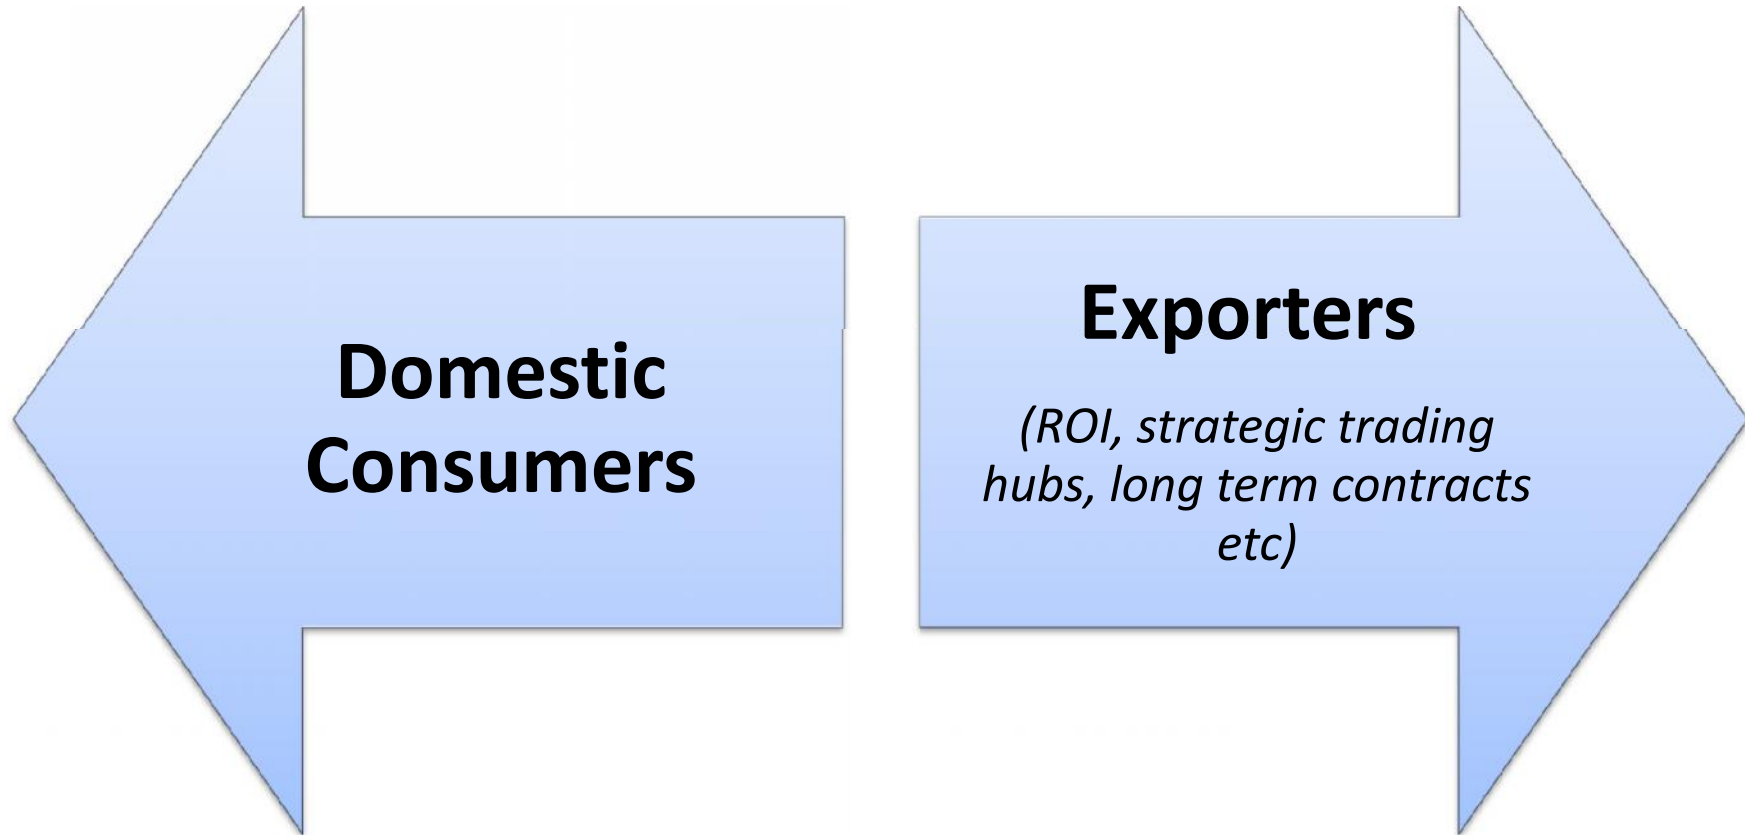 Domestic
Consumers
Exporters
(ROI, strategic trading
hubs, long term contracts
etc)